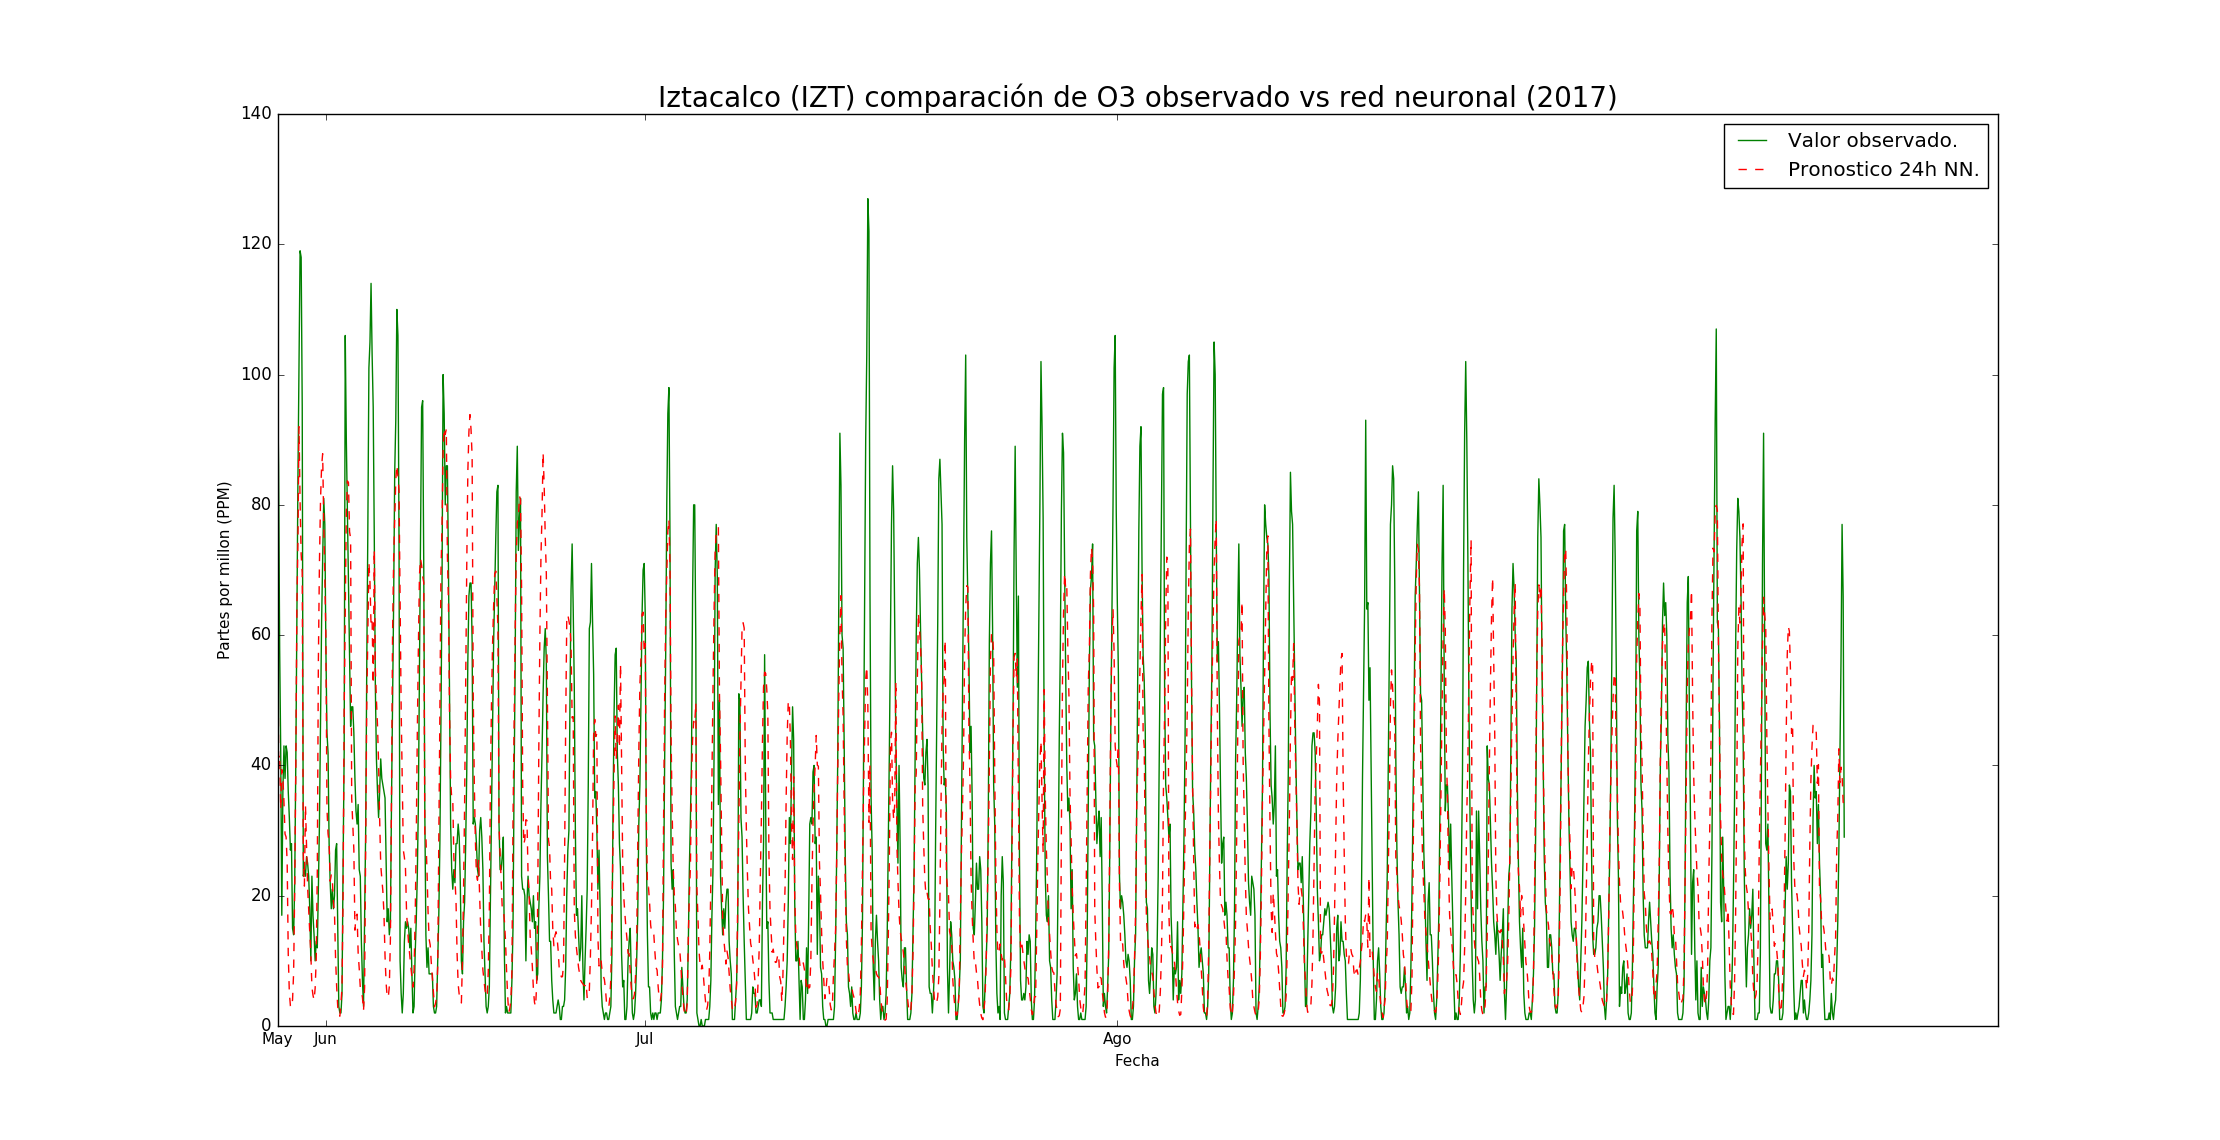 Iztacalco (IZT) comparación de O3 observado vs red neuronal (2017)
Valor observado.
Pronostico 24h NN.
Partes por millon (PPM)
140
120
100
80
60
40
20
0
May Jun Jul Ago
Fecha